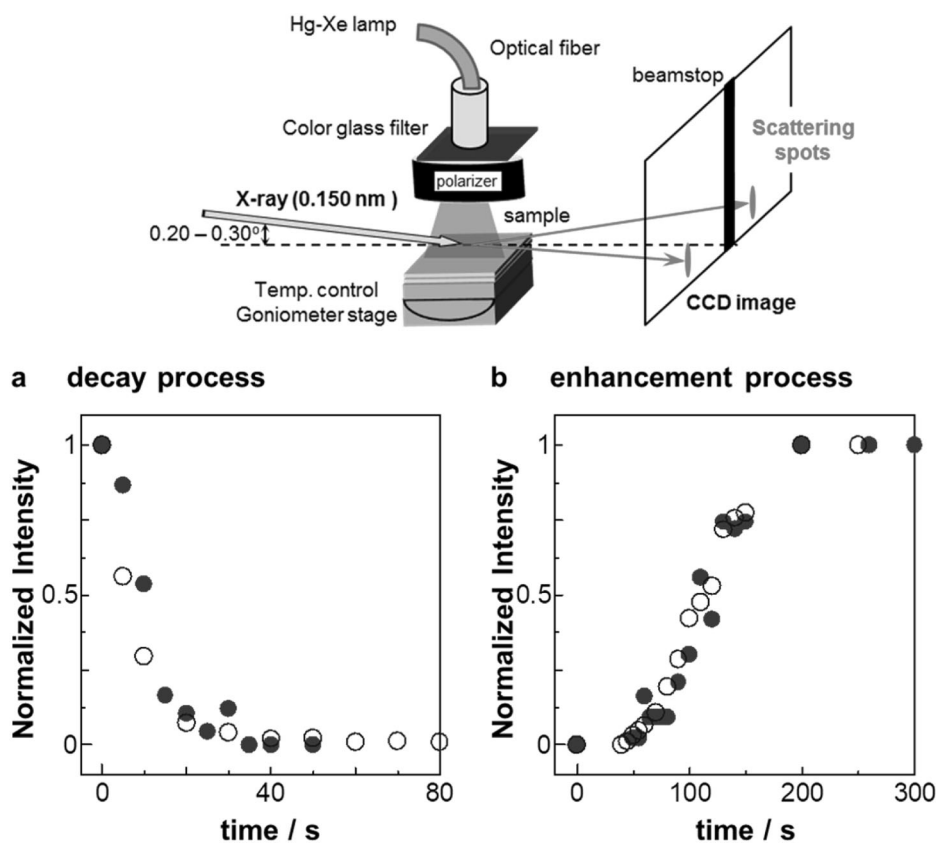 Hg-Xe lamp
Optical fiber
beamstop
Color glass filter
Scattering
spots
polarizer
X-ray (0.150 nm )
sample
0.20 – 0.30°
Temp. control
Goniometer stage
CCD image
a decay process
b enhancement process
Normalized Intensity
1
0.5
0
0 40 80
time / s
Normalized Intensity
1
0.5
0
0 100 200 300
time / s